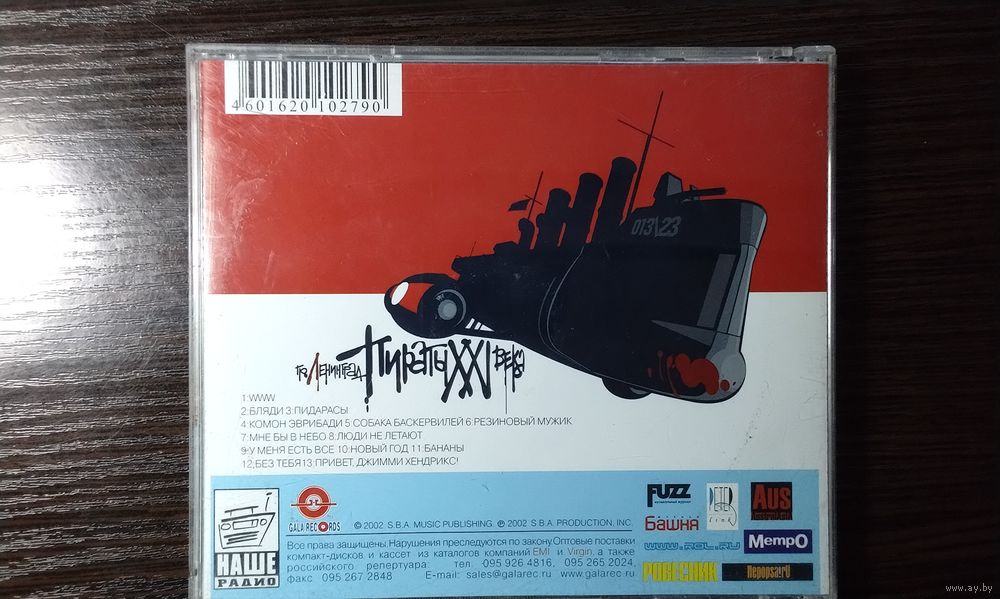 4 601620 102790
013|23
гр. Ленинград Пираты XXI века
1:WWW
2:БЛЯДИ 3:ПИДАРАСЫ
4:КОМОН ЭВРИБАДИ 5:СОБАКА БАСКЕРВИЛЕЙ 6:РЕЗИНОВЫЙ МУЖИК
7:МНЕ БЫ В НЕБО 8:ЛЮДИ НЕ ЛЕТАЮТ
9:У МЕНЯ ЕСТЬ ВСЕ 10:НОВЫЙ ГОД 11:БАНАНЫ
12,БЕЗ ТЕБЯ13:ПРИВЕТ, ДЖИММИ ХЕНДРИКС!
НАШЕ
РАДИО
GALA RECORDS
© 2002 S.B.A. MUSIC PUBLISHING. ℗ 2002 S.B.A. PRODUCTION, INC.
Все права защищены.Нарушения преследуются по закону.Оптовые поставки
компакт-дисков и кассет из каталогов компаний EMI и Virgin, а также
российского репертуара: тел. 095 926 4816, 095 265 2024,
факс 095 267 2848 E-mail: sales@galarec.ru www.galarec.ru
FUZZ
Башня
Aus
www.rol.ru
МетрО
РОВЕСНИК
Nepopsa.ru
www.ay.by